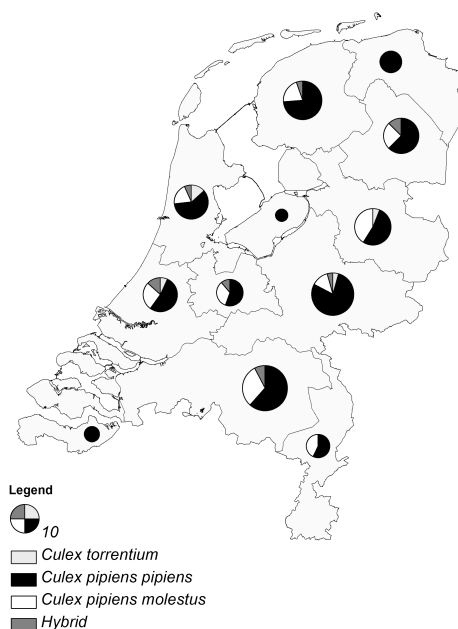 Legend
10
Culex torrentium
Culex pipiens pipiens
Culex pipiens molestus
Hybrid